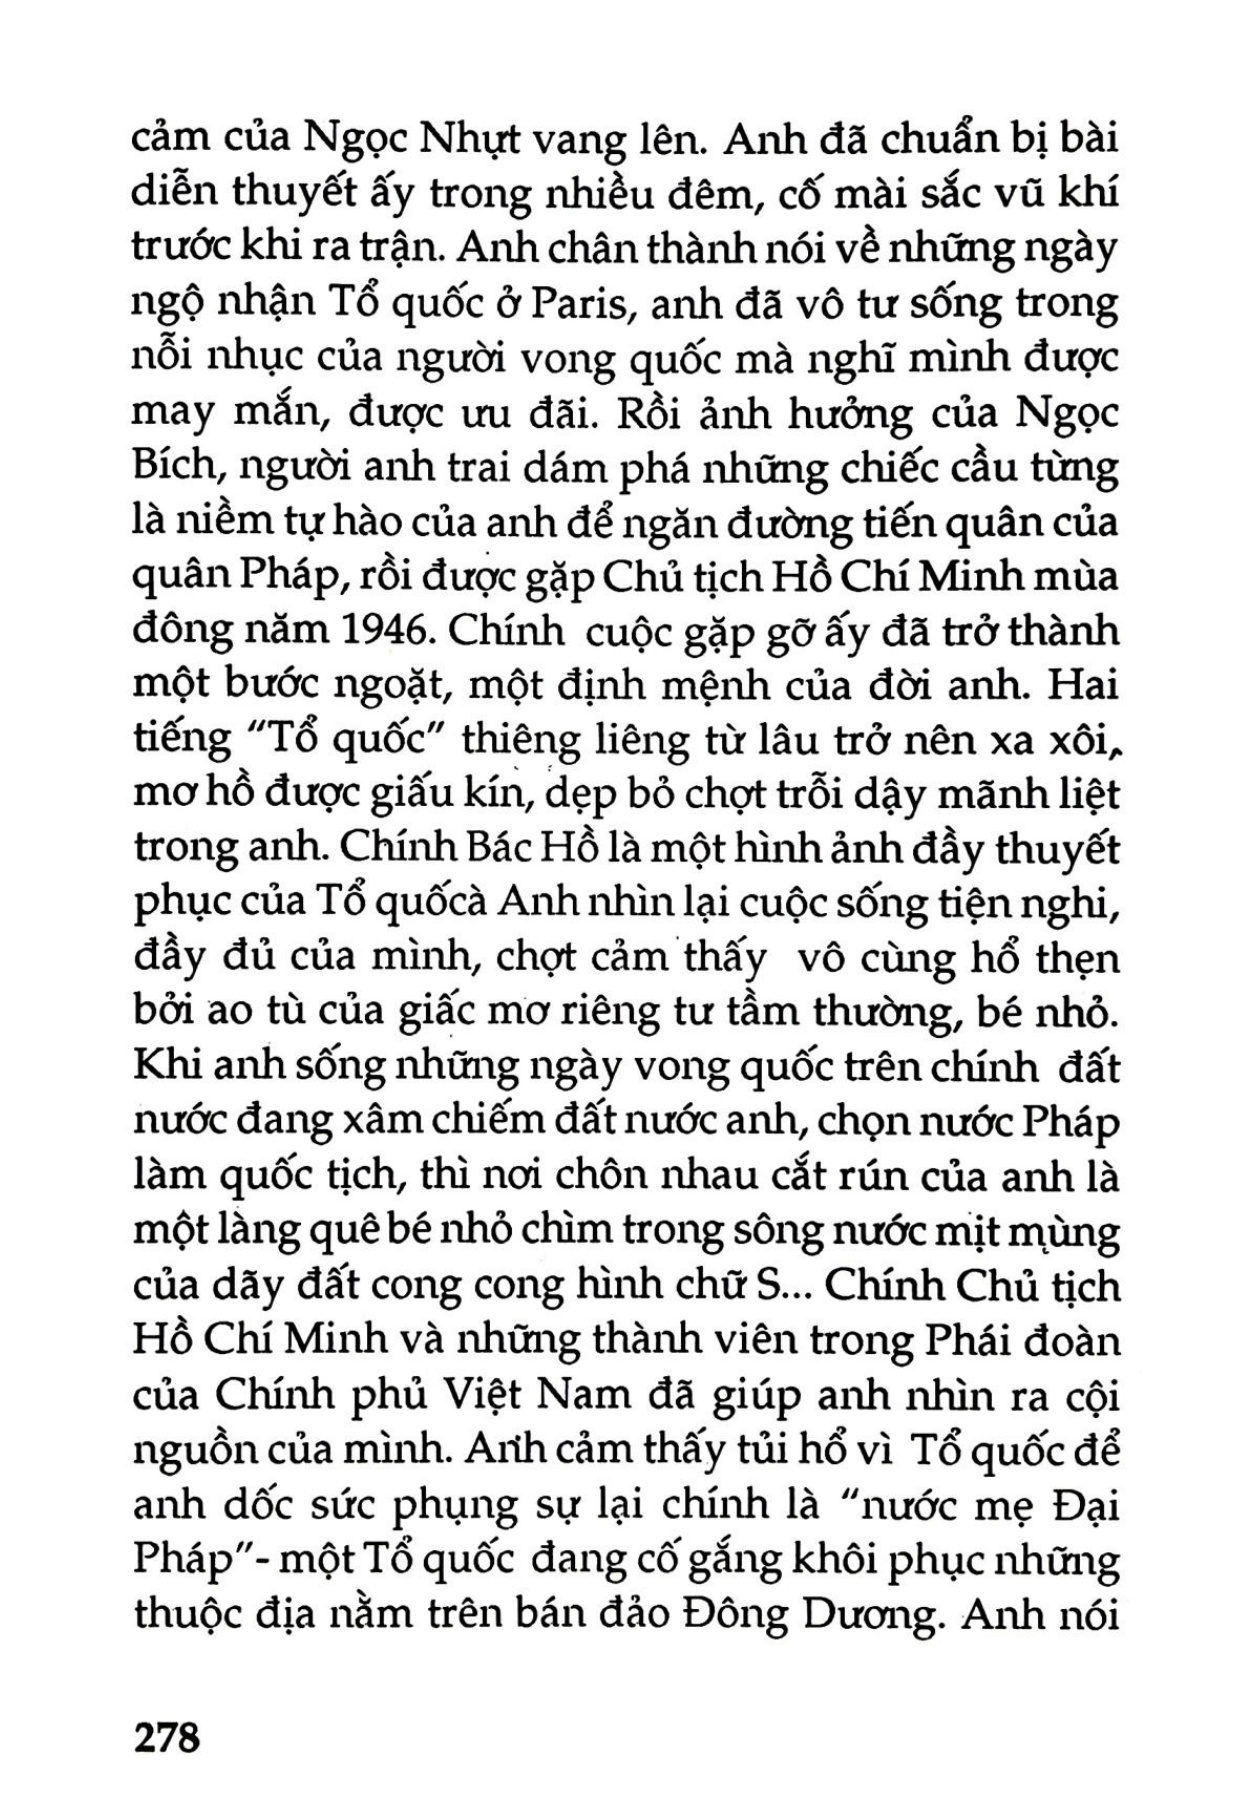 cảm của Ngọc Nhựt vang lên. Anh đã chuẩn bị bài
diễn thuyết ấy trong nhiều đêm, cố mài sắc vũ khí
trước khi ra trận. Anh chân thành nói về những ngày
ngộ nhận Tổ quốc ở Paris, anh đã vô tư sống trong
nỗi nhục của người vong quốc mà nghĩ mình được
may mắn, được ưu đãi. Rồi ảnh hưởng của Ngọc
Bích, người anh trai dám phá những chiếc cầu từng
là niềm tự hào của anh để ngăn đường tiến quân của
quân Pháp, rồi được gặp Chủ tịch Hồ Chí Minh mùa
đông năm 1946. Chính cuộc gặp gỡ ấy đã trở thành
một bước ngoặt, một định mệnh của đời anh. Hai
tiếng "Tổ quốc" thiêng liêng từ lâu trở nên xa xôi,
mơ hồ được giấu kín, dẹp bỏ chợt trỗi dậy mãnh liệt
trong anh. Chính Bác Hồ là một hình ảnh đầy thuyết
phục của Tổ quốcà Anh nhìn lại cuộc sống tiện nghi,
đầy đủ của mình, chợt cảm thấy vô cùng hổ thẹn
bởi ao tù của giấc mơ riêng tư tầm thường, bé nhỏ.
Khi anh sống những ngày vong quốc trên chính đất
nước đang xâm chiếm đất nước anh, chọn nước Pháp
làm quốc tịch, thì nơi chôn nhau cắt rún của anh là
một làng quê bé nhỏ chìm trong sông nước mịt mùng
của dãy đất cong cong hình chữ S... Chính Chủ tịch
Hồ Chí Minh và những thành viên trong Phái đoàn
của Chính phủ Việt Nam đã giúp anh nhìn ra cội
nguồn của mình. Anh cảm thấy tủi hổ vì Tổ quốc để
anh dốc sức phụng sự lại chính là "nước mẹ Đại
Pháp"- một Tổ quốc đang cố gắng khôi phục những
thuộc địa nằm trên bán đảo Đông Dương. Anh nói
278